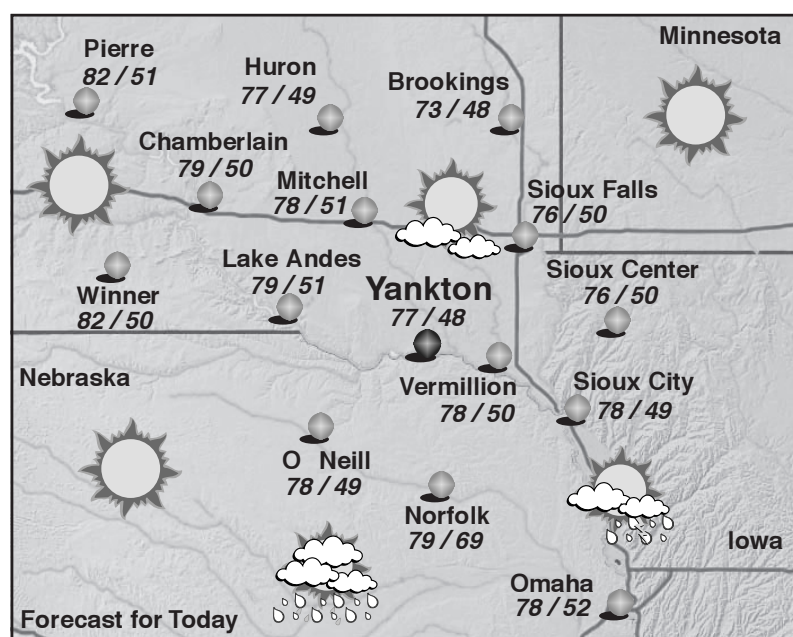 Minnesota
Pierre
82 / 51
Huron
77 / 49
Brookings
73 / 48
Chamberlain
79 / 50
Mitchell
78 / 51
Sioux Falls
76 / 50
Winner
82 / 50
Lake Andes
79 / 51
Yankton
77 / 48
Sioux Center
76 / 50
Nebraska
Vermillion
78 / 50
Sioux City
78 / 49
O Neill
78 / 49
Norfolk
79 / 69
Iowa
Omaha
78 / 52
Forecast for Today